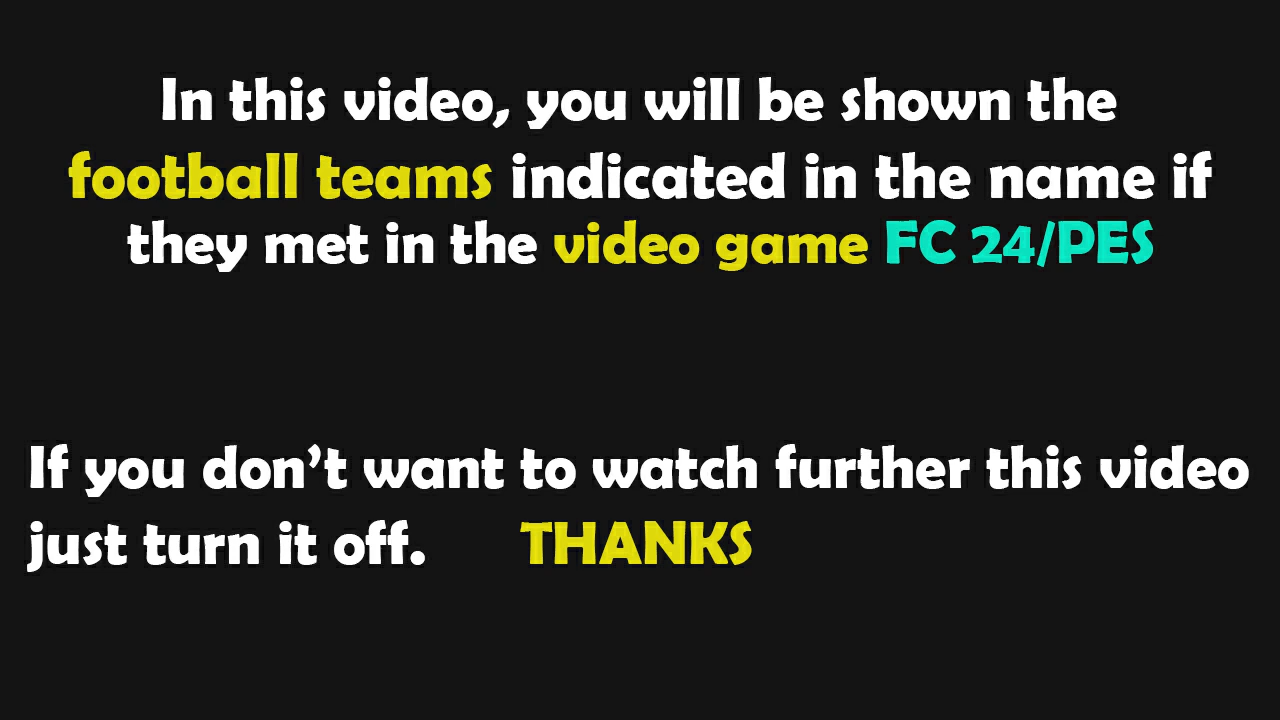 In this video, you will be shown the
football teams indicated in the name if
they met in the video game FC 24/PES
If you don’t want to watch further this video
just turn it off. THANKS